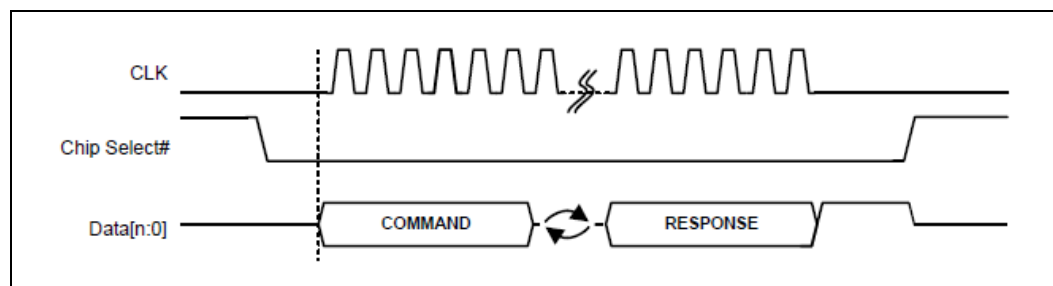 CLK
Chip Select#
Data[n:0]
COMMAND
RESPONSE